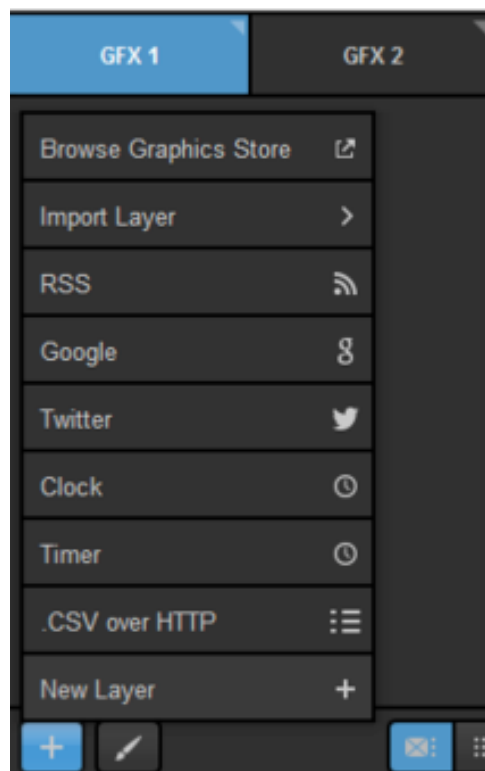 GFX 1
GFX 2
Browse Graphics Store
Import Layer
RSS
Google
Twitter
Clock
Timer
.CSV over HTTP
New Layer